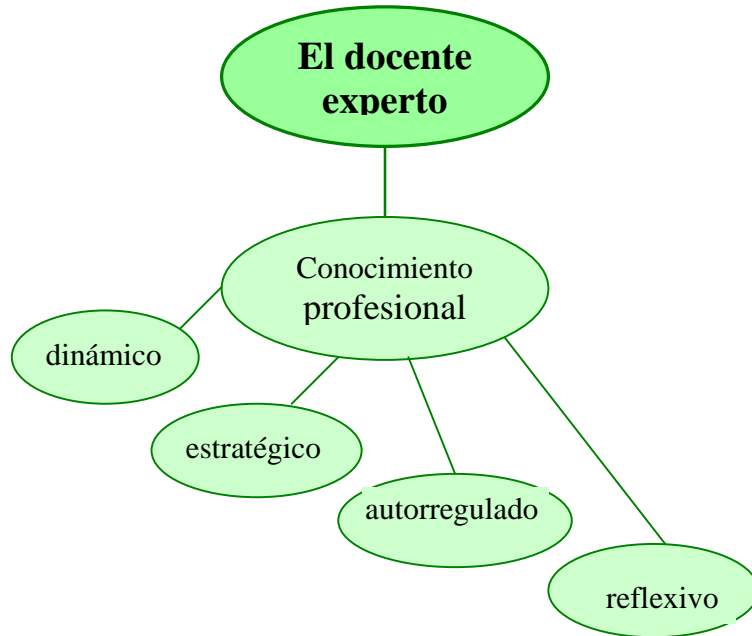 El docente
experto
Conocimiento
profesional
dinámico
estratégico
autorregulado
reflexivo